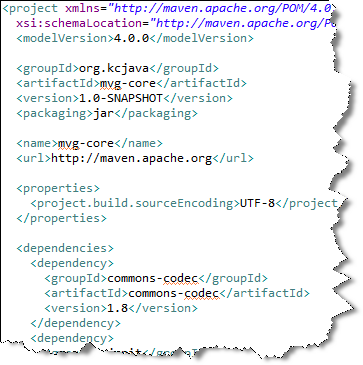 <project xmlns="http://maven.apache.org/POM/4.0
xsi:schemaLocation="http://maven.apache.org/PO
<modelVersion>4.0.0</modelVersion>
<groupId>org.kcjava</groupId>
<artifactId>mvg-core</artifactId>
<version>1.0-SNAPSHOT</version>
<packaging>jar</packaging>
<name>mvg-core</name>
<url>http://maven.apache.org</url>
<properties>
<project.build.sourceEncoding>UTF-8</project
</properties>
<dependencies>
<dependency>
<groupId>commons-codec</groupId>
<artifactId>commons-codec</artifactId>
<version>1.8</version>
</dependency>
<dependency>